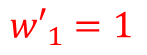 w'₁ = 1